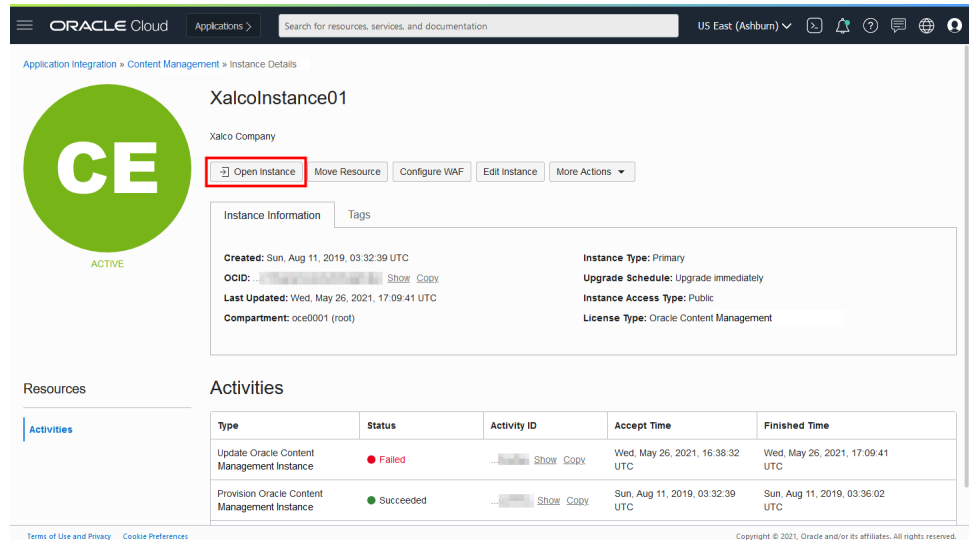 ORACLE Cloud
Applications >
Search for resources, services, and documentation
US East (Ashburn)
Application Integration » Content Management » Instance Details
CE
ACTIVE
XalcoInstance01
Xalco Company
Open Instance
Move Resource
Configure WAF
Edit Instance
More Actions
Instance Information
Tags
Created: Sun, Aug 11, 2019, 03:32:39 UTC
OCID: ... Show Copy
Last Updated: Wed, May 26, 2021, 17:09:41 UTC
Compartment: oce0001 (root)
Instance Type: Primary
Upgrade Schedule: Upgrade immediately
Instance Access Type: Public
License Type: Oracle Content Management
Resources
Activities
Activities
Type Status Activity ID Accept Time Finished Time
Update Oracle Content
Management Instance
Failed
... Show Copy
Wed, May 26, 2021, 16:38:32
UTC
Wed, May 26, 2021, 17:09:41
UTC
Provision Oracle Content
Management Instance
Succeeded
... Show Copy
Sun, Aug 11, 2019, 03:32:39
UTC
Sun, Aug 11, 2019, 03:36:02
UTC
Terms of Use and Privacy Cookie Preferences
Copyright © 2021, Oracle and/or its affiliates. All rights reserved.